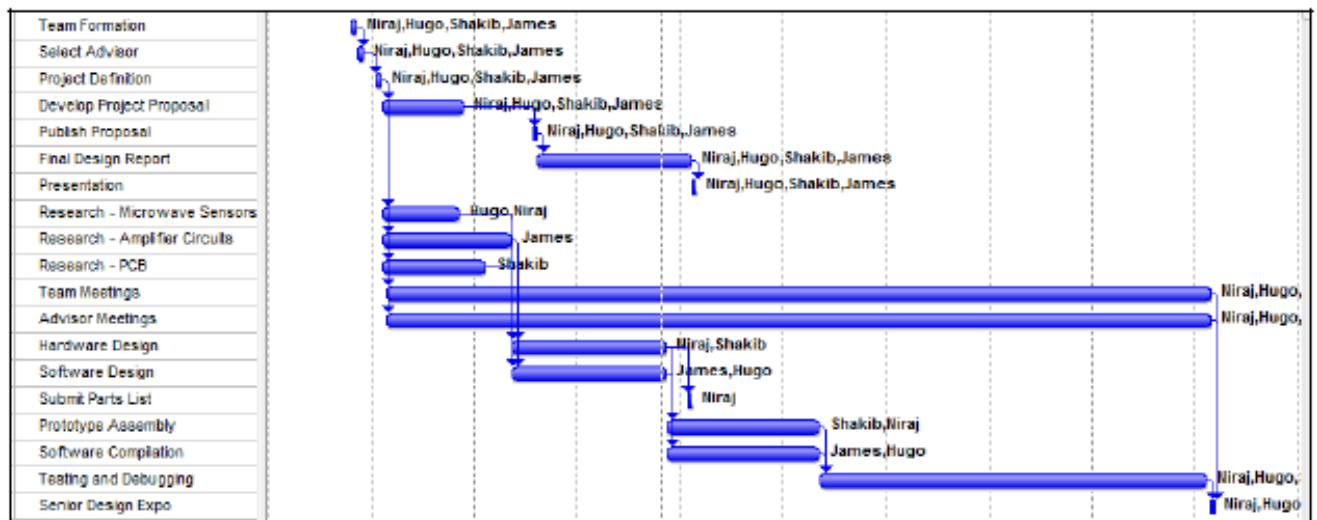 Team Formation Niraj,Hugo,Shakib,James
Select Advisor Niraj,Hugo,Shakib,James
Project Definition Niraj,Hugo,Shakib,James
Develop Project Proposal Niraj,Hugo,Shakib,James
Publish Proposal Niraj,Hugo,Shakib,James
Final Design Report Niraj,Hugo,Shakib,James
Presentation Niraj,Hugo,Shakib,James
Research - Microwave Sensors Hugo,Niraj
Research - Amplifier Circuits James
Research - PCB Shakib
Team Meetings Niraj,Hugo,
Advisor Meetings Niraj,Hugo,
Hardware Design Niraj,Shakib
Software Design James,Hugo
Submit Parts List Niraj
Prototype Assembly Shakib,Niraj
Software Compilation James,Hugo
Testing and Debugging Niraj,Hugo,
Senior Design Expo Niraj,Hugo